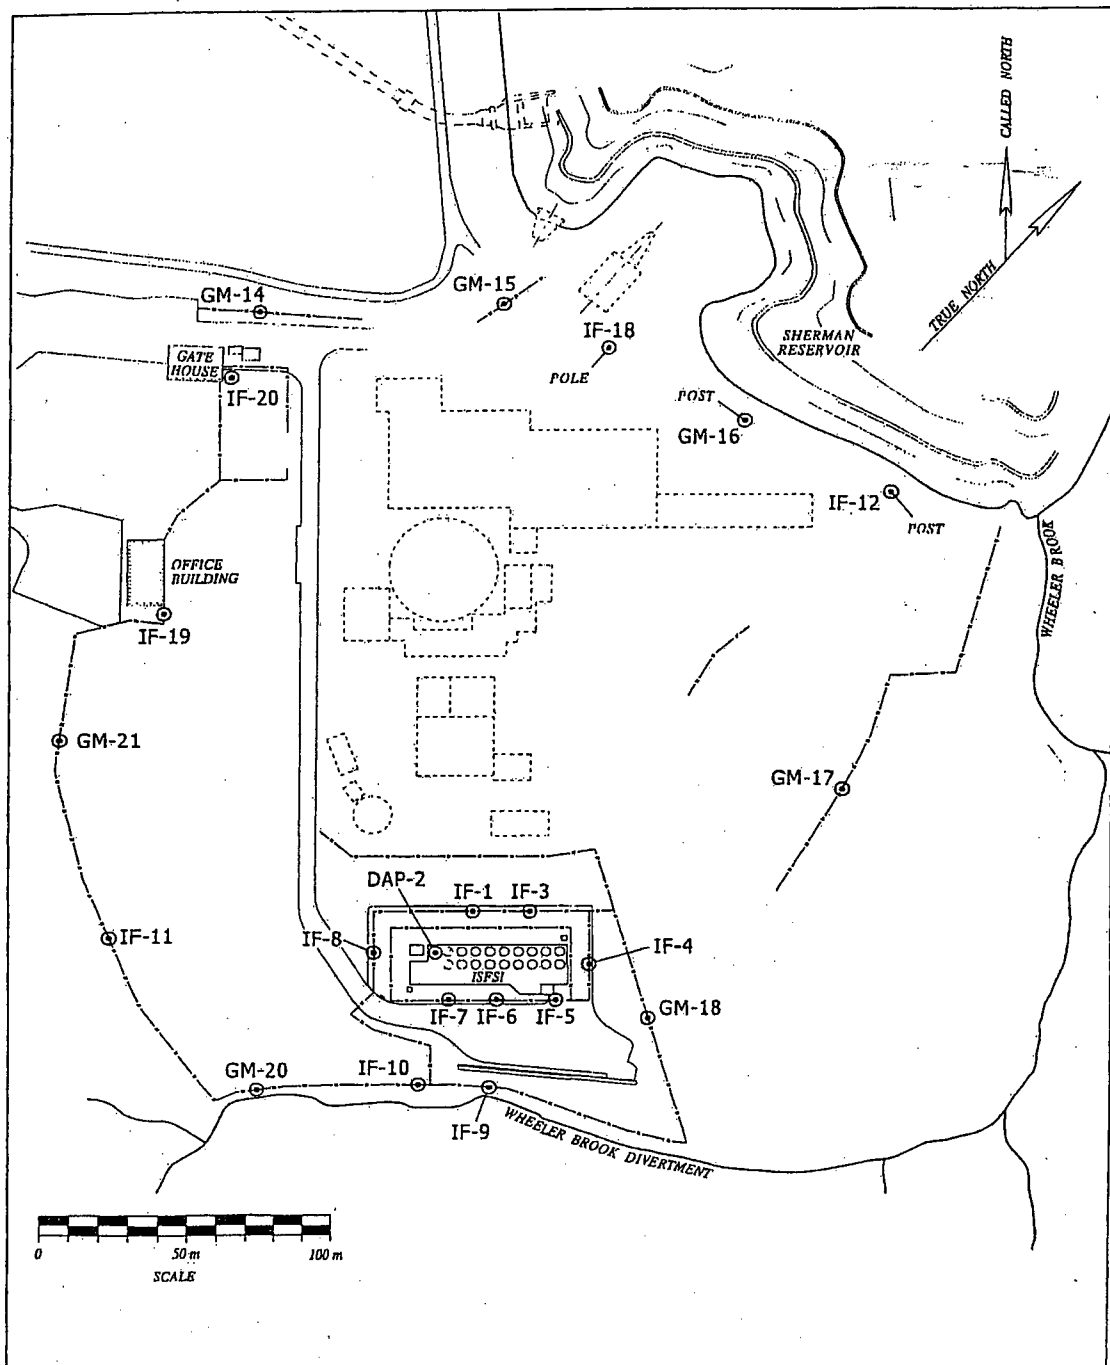 CALLED NORTH
TRUE NORTH
GM-14
GM-15
IF-18
POLE
SHERMAN
RESERVOIR
GATE
HOUSE
IF-20
POST
GM-16
IF-12
POST
WHEELER BROOK
OFFICE
BUILDING
IF-19
GM-21
GM-17
DAP-2
IF-1
IF-3
IF-11
IF-8
IF-4
ISFSI
IF-7
IF-6
IF-5
GM-18
GM-20
IF-10
IF-9
WHEELER BROOK DIVERTMENT
0 50 m 100 m
SCALE